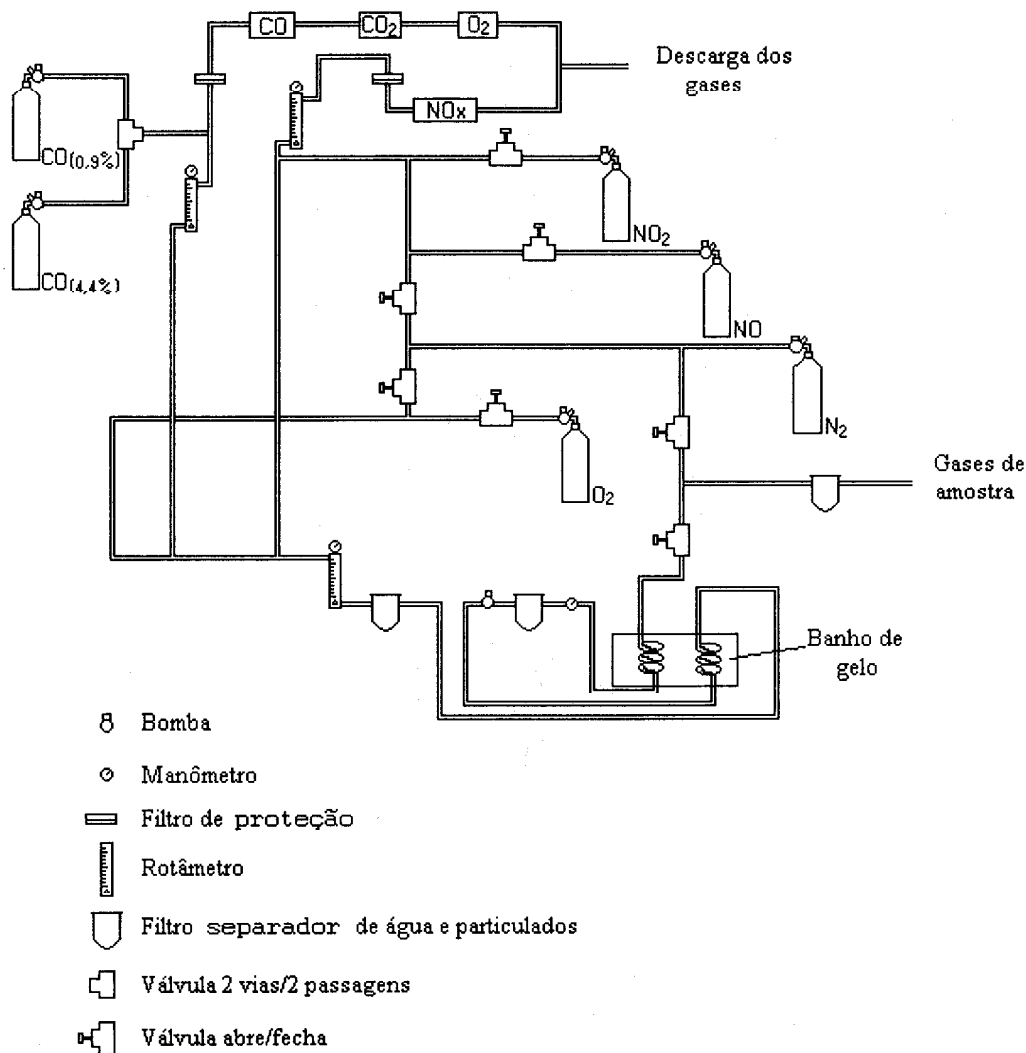 CO
CO₂
O₂
Descarga dos
gases
NOx
CO(0,9%)
NO₂
CO(4,4%)
NO
N₂
O₂
Gases de
amostra
Banho de
gelo
Bomba
Manômetro
Filtro de proteção
Rotâmetro
Filtro separador de água e particulados
Válvula 2 vias/2 passagens
Válvula abre/fecha